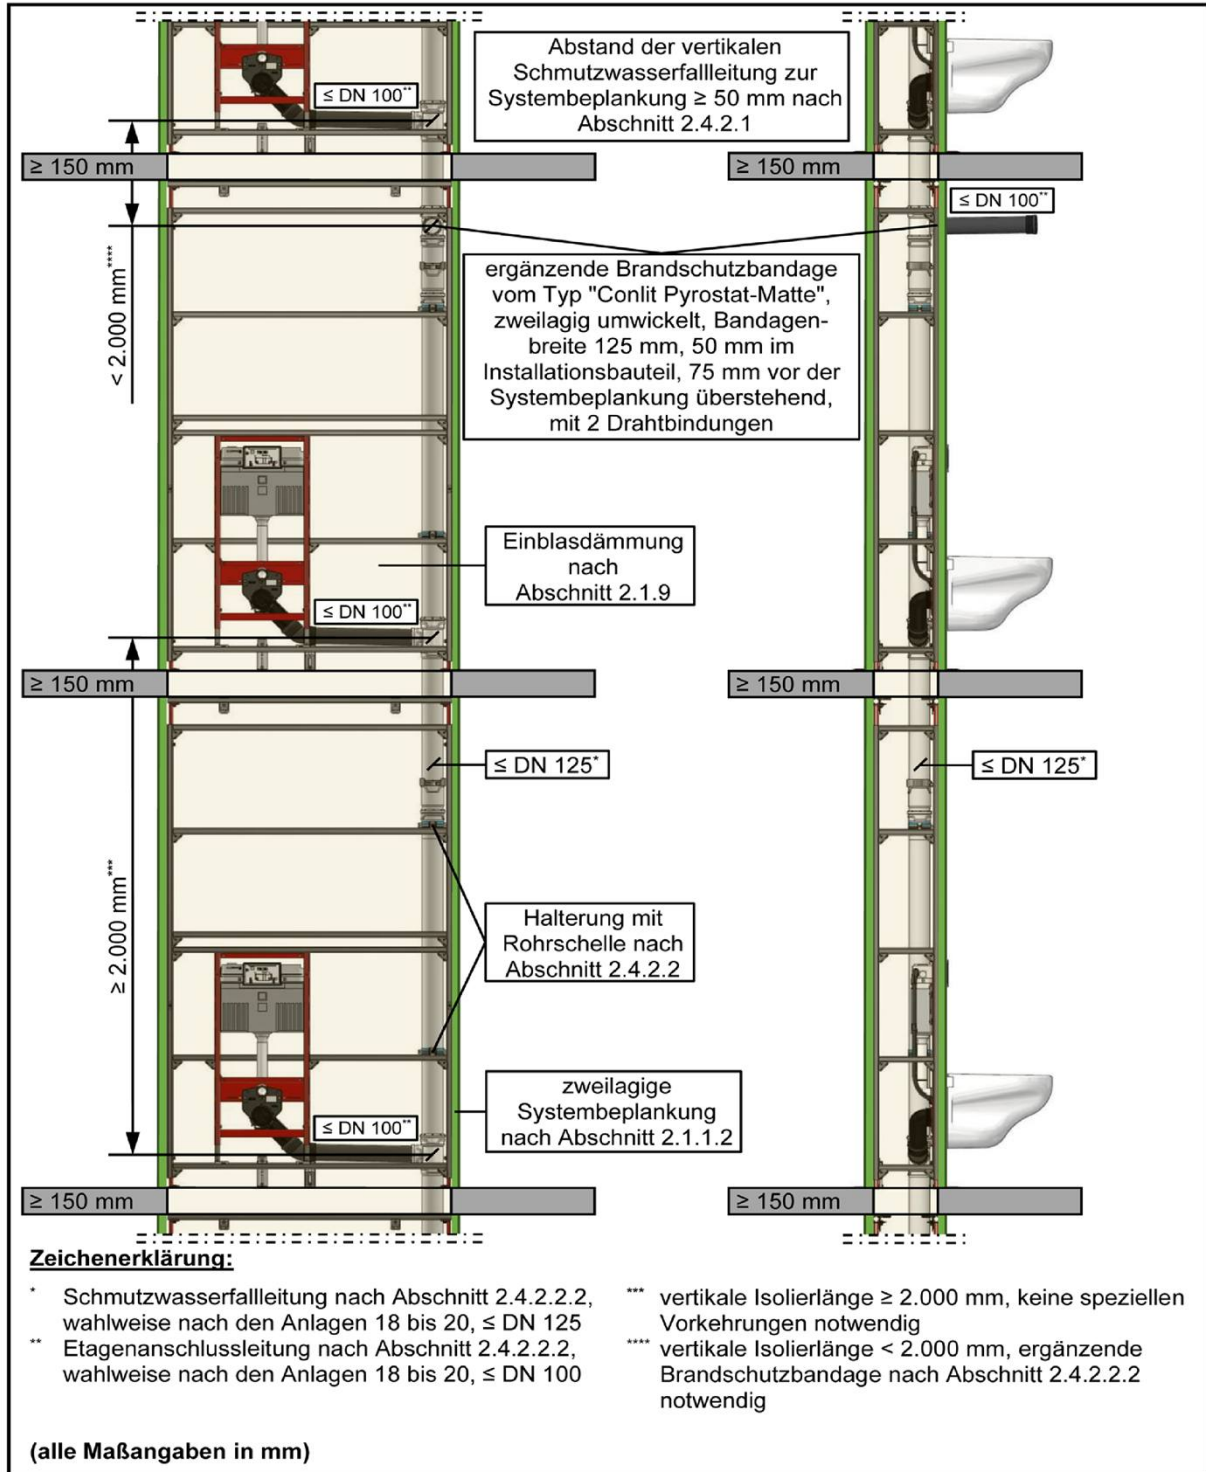 Abstand der vertikalen
Schmutzwasserfallleitung zur
Systembeplankung ≥ 50 mm nach
Abschnitt 2.4.2.1
≤ DN 100**
≥ 150 mm
≥ 150 mm
≤ DN 100**
< 2.000 mm****
ergänzende Brandschutzbandage
vom Typ "Conlit Pyrostat-Matte",
zweilagig umwickelt, Bandagen-
breite 125 mm, 50 mm im
Installationsbauteil, 75 mm vor der
Systembeplankung überstehend,
mit 2 Drahtbindungen
Einblasdämmung
nach
Abschnitt 2.1.9
≤ DN 100**
≥ 150 mm
≥ 150 mm
≤ DN 125*
≤ DN 125*
≥ 2.000 mm***
Halterung mit
Rohrschelle nach
Abschnitt 2.4.2.2
zweilagige
Systembeplankung
nach Abschnitt 2.1.1.2
≤ DN 100**
≥ 150 mm
≥ 150 mm
Zeichenerklärung:
* Schmutzwasserfallleitung nach Abschnitt 2.4.2.2.2,
wahlweise nach den Anlagen 18 bis 20, ≤ DN 125
** Etagenanschlussleitung nach Abschnitt 2.4.2.2.2,
wahlweise nach den Anlagen 18 bis 20, ≤ DN 100
*** vertikale Isolierlänge ≥ 2.000 mm, keine speziellen
Vorkehrungen notwendig
**** vertikale Isolierlänge < 2.000 mm, ergänzende
Brandschutzbandage nach Abschnitt 2.4.2.2.2
notwendig
(alle Maßangaben in mm)